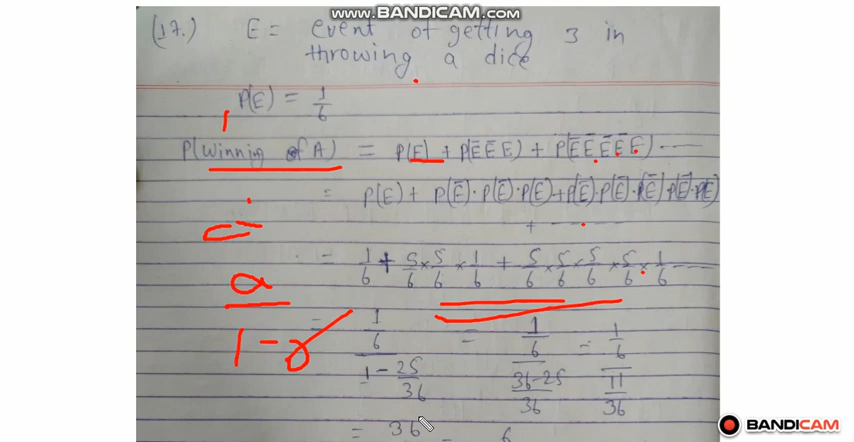 www.BANDICAM.com
(17.) E = event of getting 3 in
throwing a dice
P(E) = 1/6
P(winning of A) = P(E) + P(E̅ E̅ E) + P(E̅ E̅ E̅ E̅ E) ----
= P(E) + P(E̅)·P(E̅)·P(E) + P(E̅)·P(E̅)·P(E̅) P(E̅)·P(E)
+ ----
= 1/6 + 5/6 × 5/6 × 1/6 + 5/6 × 5/6 × 5/6 × 5/6 × 1/6 ----
a/(1-r)
= (1/6)/(1 - 25/36) = (1/6)/((36-25)/36) = (1/6)/(11/36)
= 36 = 6
BANDICAM